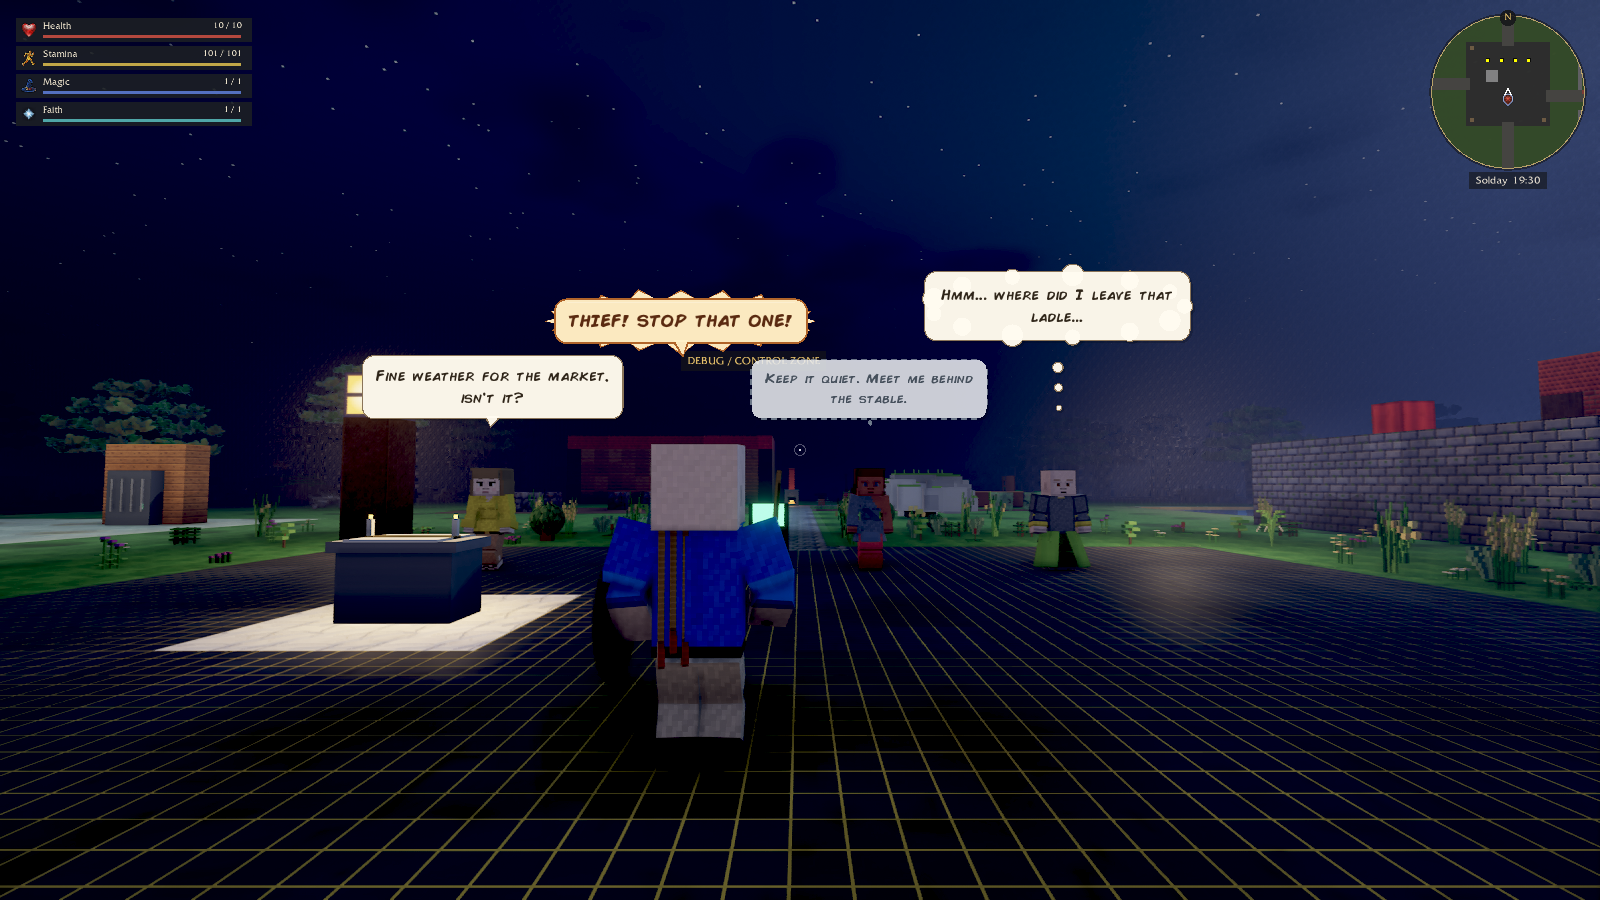 Health 10 / 10
Stamina 101 / 101
Magic 1 / 1
Faith 1 / 1
N
Solday 19:30
Hmm... where did I leave that
ladle...
THIEF! STOP THAT ONE!
DEBUG / CONTROL ZONE
Fine weather for the market,
isn't it?
Keep it quiet. Meet me behind
the stable.